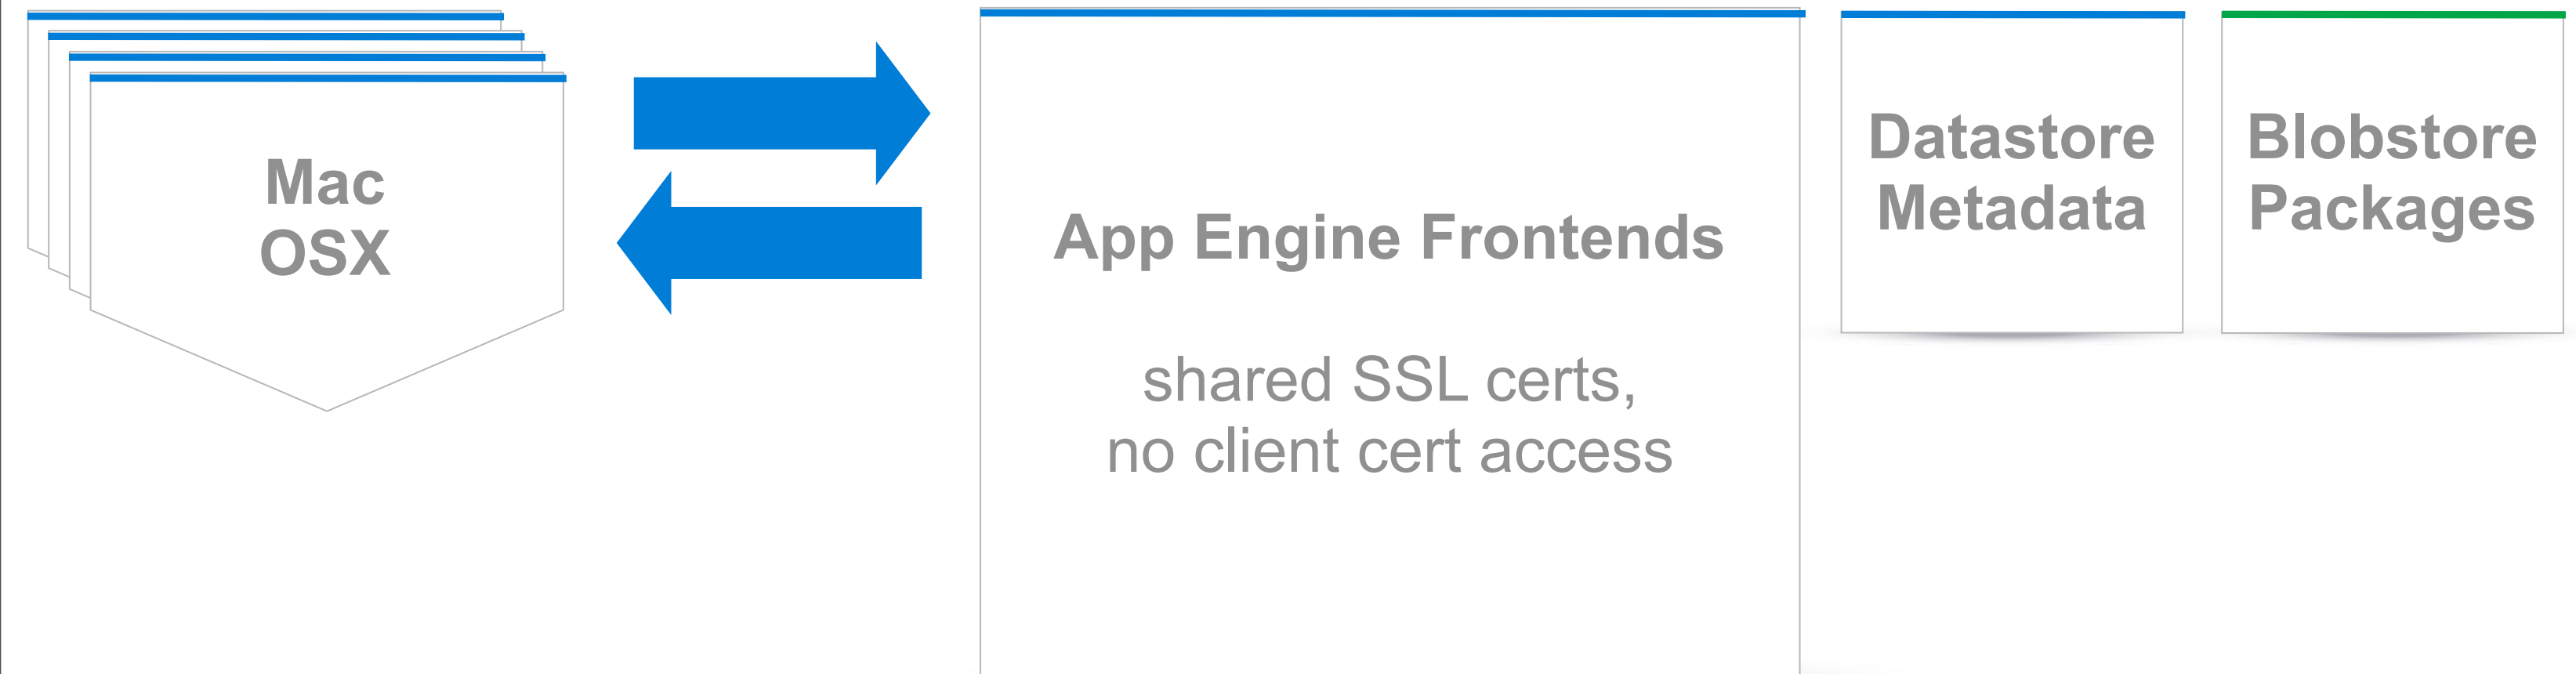 Mac
OSX
App Engine Frontends
shared SSL certs,
no client cert access
Datastore
Metadata
Blobstore
Packages